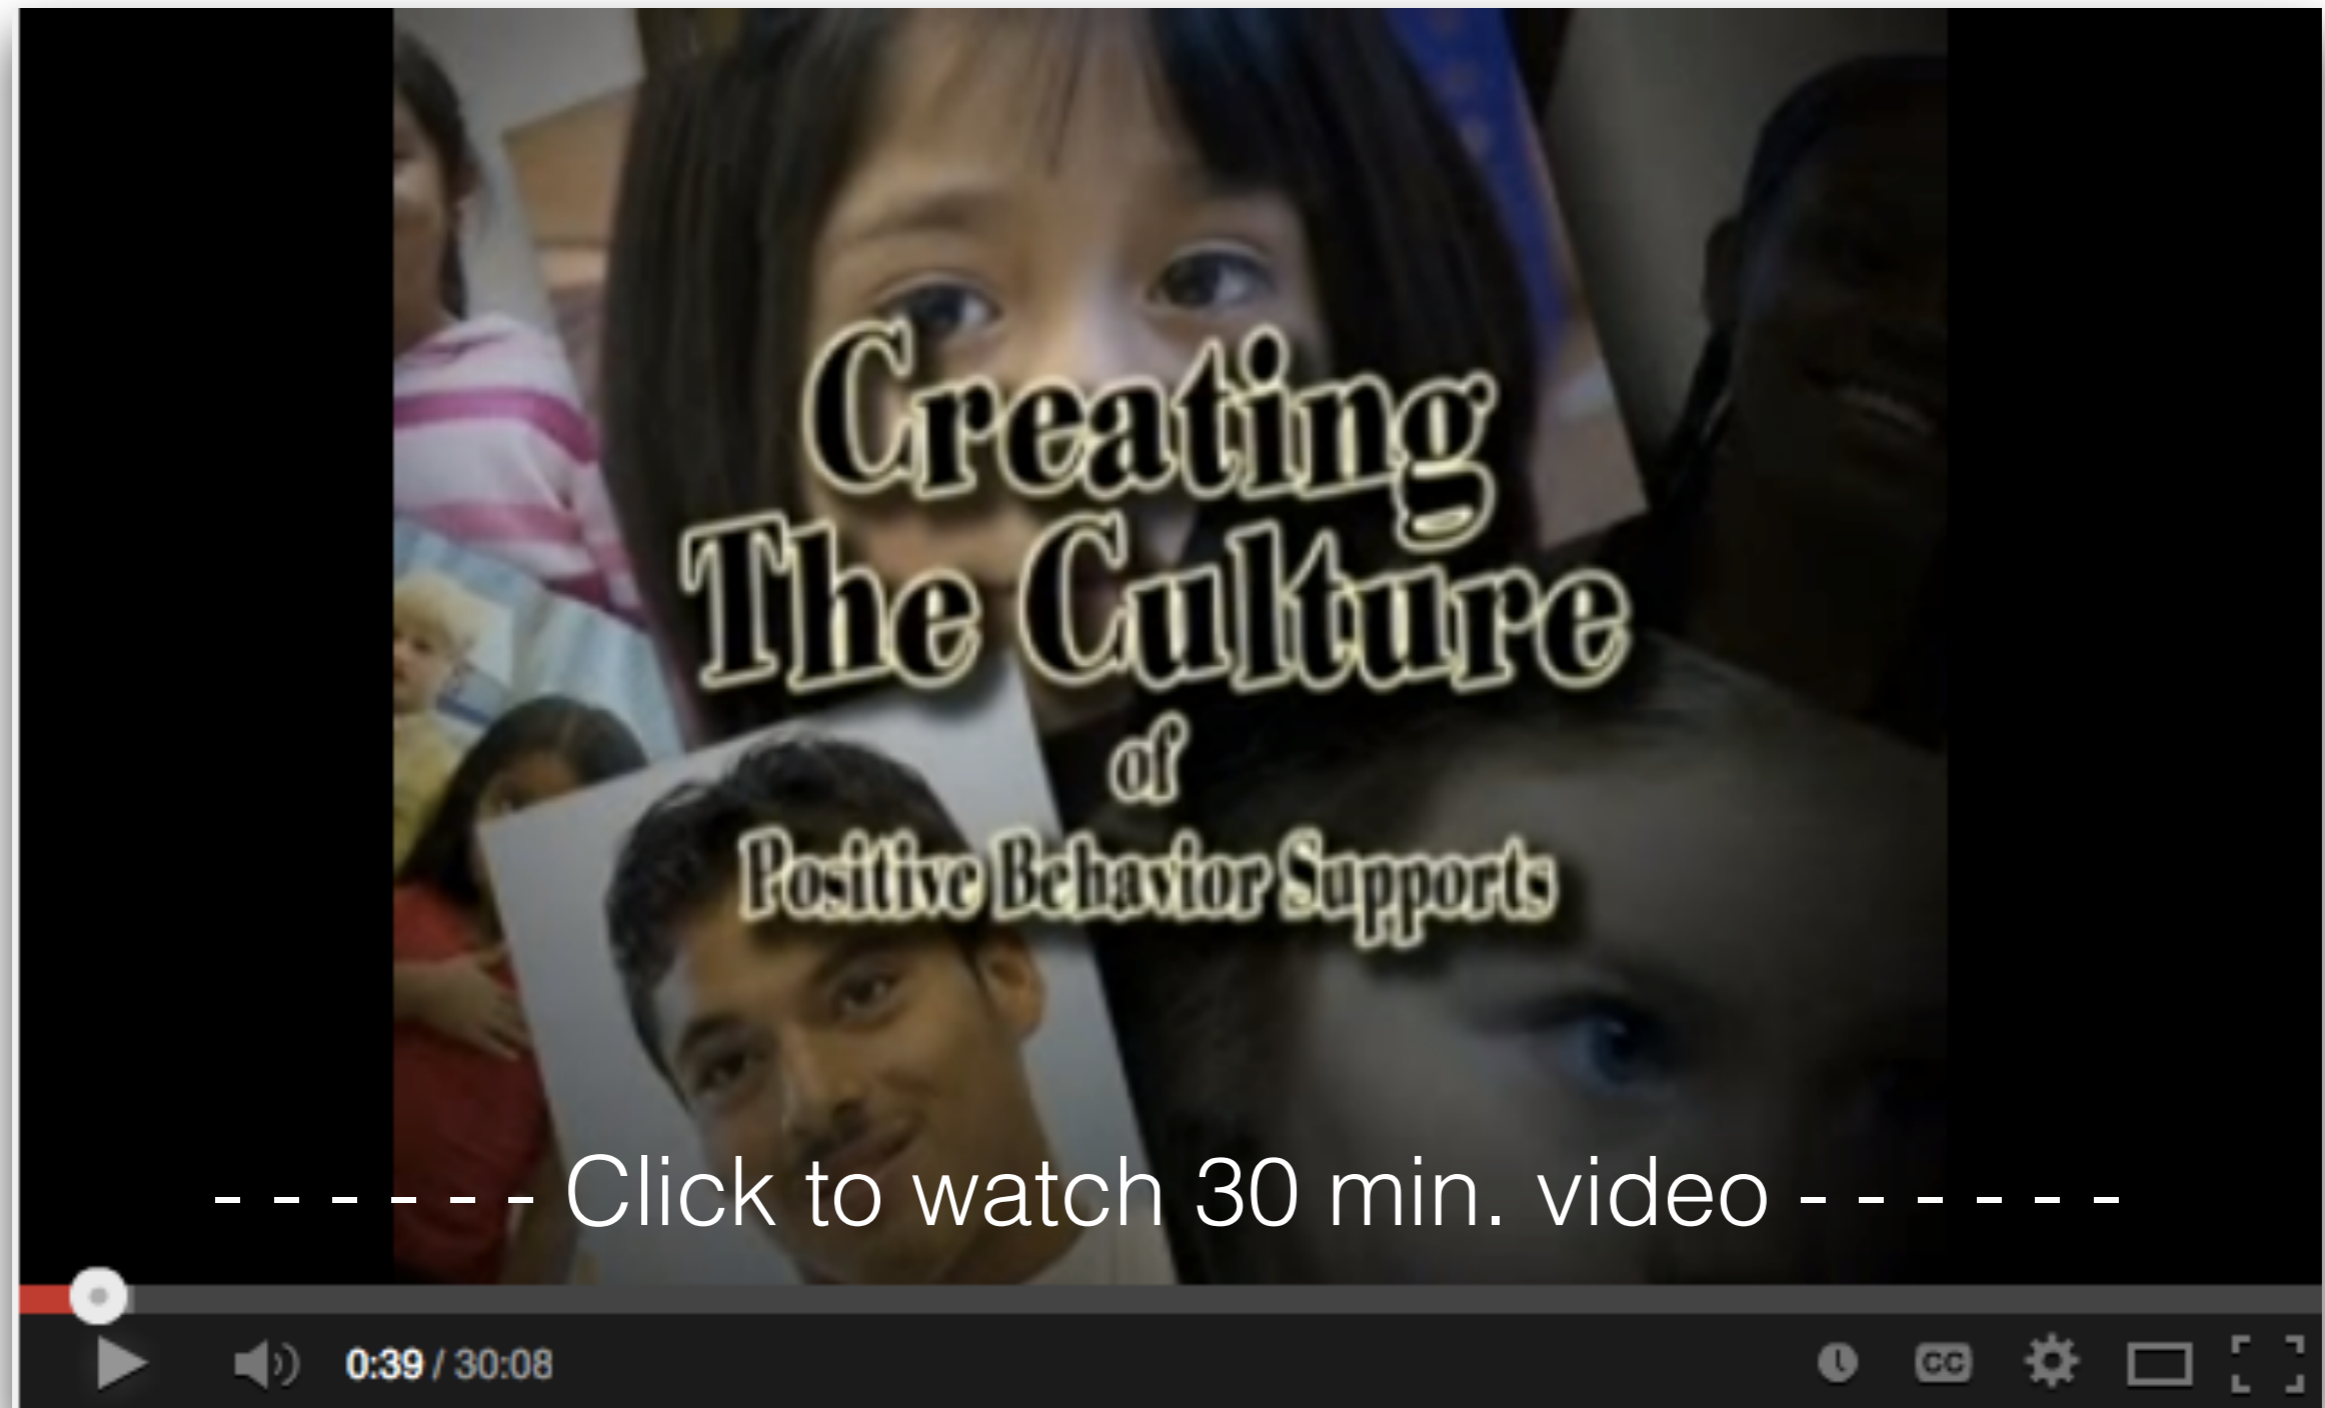 Creating
The Culture
of
Positive Behavior Supports
- - - - - - Click to watch 30 min. video - - - - - -
0:39 / 30:08
CC